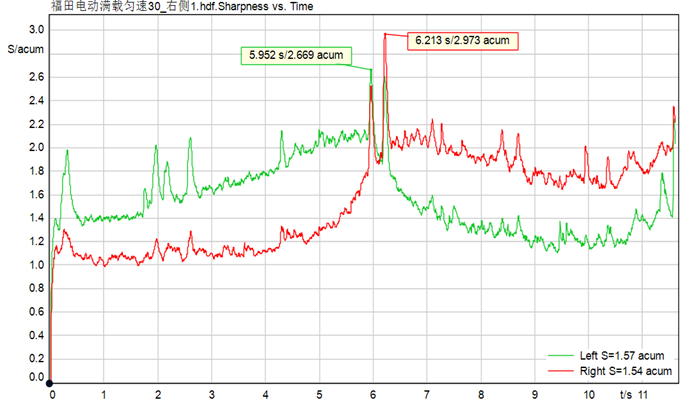 福田电动满载匀速30_右侧1.hdf.Sharpness vs. Time
3.0
S/acum
2.6
2.4
2.2
2.0
1.8
1.6
1.4
1.2
1.0
0.8
0.6
0.4
0.2
0.0
5.952 s/2.669 acum
6.213 s/2.973 acum
Left S=1.57 acum
Right S=1.54 acum
0 1 2 3 4 5 6 7 8 9 10 t/s 11